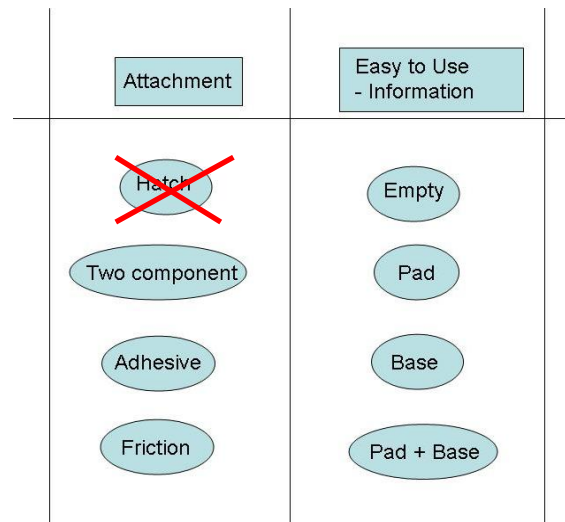 Attachment
Easy to Use
- Information
Hatch
Empty
Two component
Pad
Adhesive
Base
Friction
Pad + Base